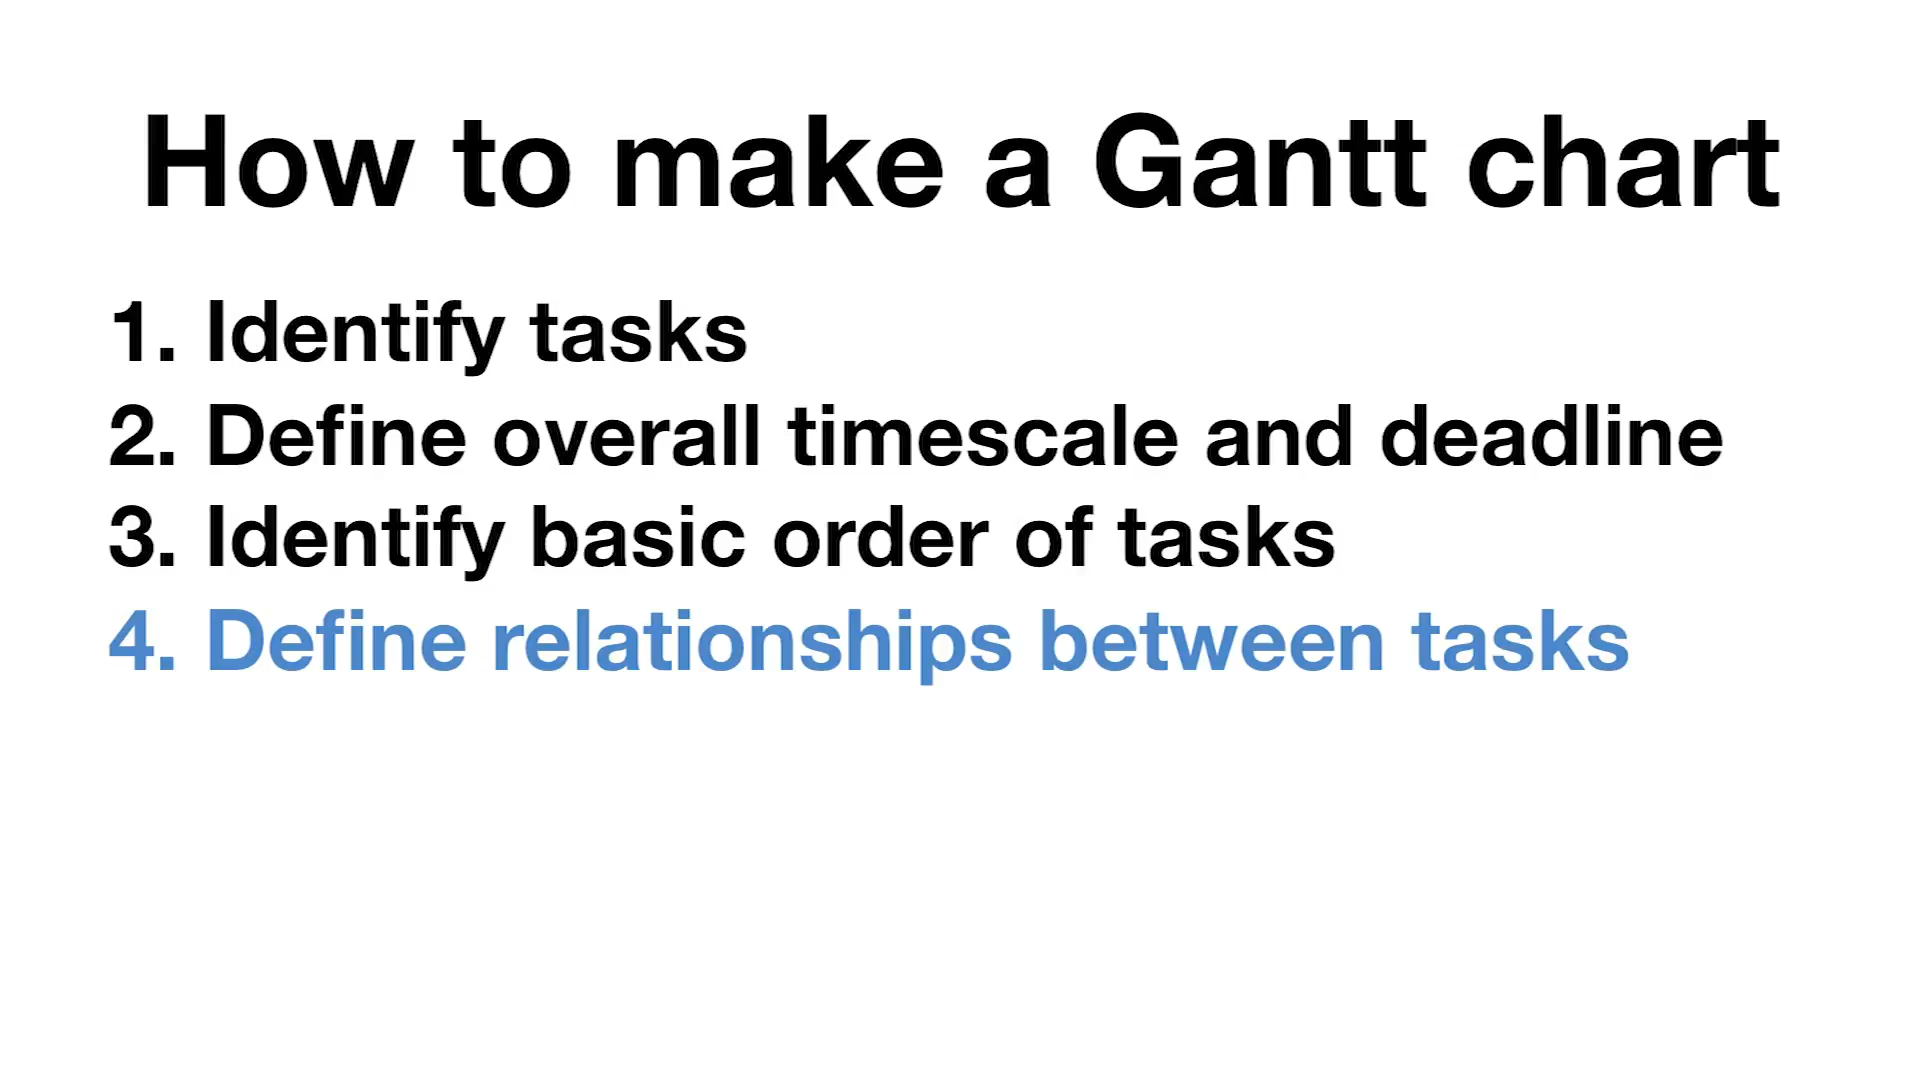 How to make a Gantt chart
1. Identify tasks
2. Define overall timescale and deadline
3. Identify basic order of tasks
4. Define relationships between tasks